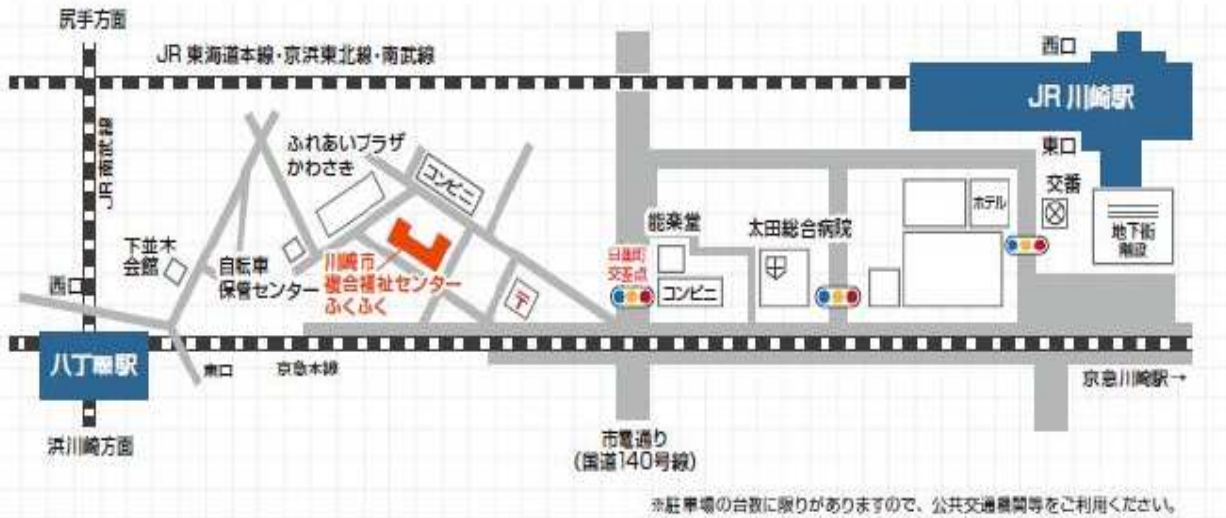 尻手方面
JR 東海道本線・京浜東北線・南武線
西口
JR 川崎駅
JR 南武線
ふれあいプラザ
かわさき
コンビニ
東口
交番
ホテル
地下街
階段
能楽堂
太田総合病院
下並木
会館
自転車
保管センター
川崎市
複合福祉センター
ふくふく
日進町
交差点
コンビニ
〒
西口
八丁畷駅
東口
京急本線
京急川崎駅→
浜川崎方面
市電通り
(国道140号線)
※駐車場の台数に限りがありますので、公共交通機関等をご利用ください。